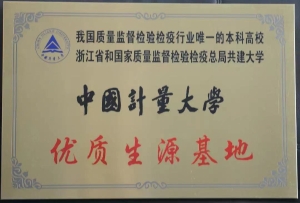 我国质量监督检验检疫行业唯一的本科高校
浙江省和国家质量监督检验检疫总局共建大学
中國计量大学
优质生源基地